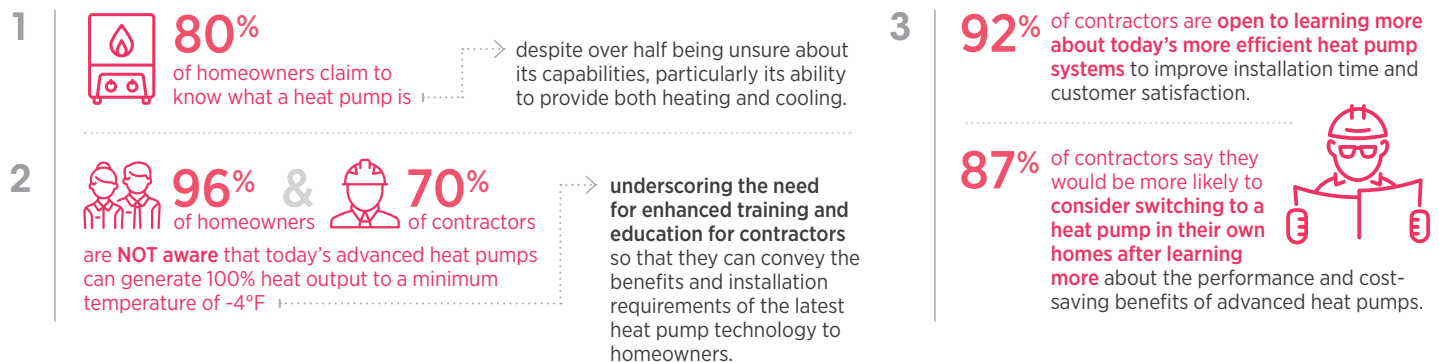 1
80%
of homeowners claim to
know what a heat pump is
despite over half being unsure about
its capabilities, particularly its ability
to provide both heating and cooling.
2
96% & 70%
of homeowners of contractors
are NOT aware that today's advanced heat pumps
can generate 100% heat output to a minimum
temperature of -4°F
underscoring the need
for enhanced training and
education for contractors
so that they can convey the
benefits and installation
requirements of the latest
heat pump technology to
homeowners.
3
92%
of contractors are open to learning more
about today's more efficient heat pump
systems to improve installation time and
customer satisfaction.
87%
of contractors say they
would be more likely to
consider switching to a
heat pump in their own
homes after learning
more about the performance and cost-
saving benefits of advanced heat pumps.